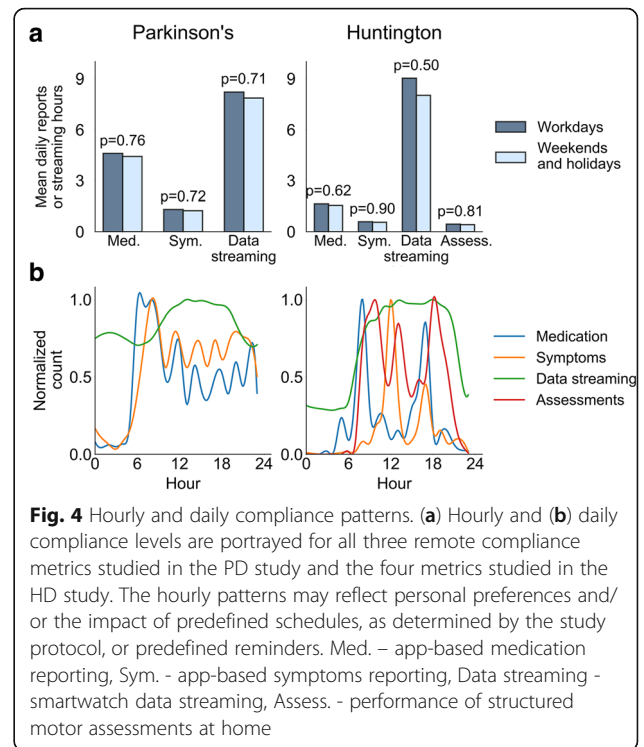 a
Parkinson's
Huntington
Mean daily reports
or streaming hours
9
6
3
0
p=0.76
p=0.72
p=0.71
Med.
Sym.
Data
streaming
9
6
3
0
p=0.62
p=0.90
p=0.50
p=0.81
Med.
Sym.
Data
streaming
Assess.
Workdays
Weekends
and holidays
b
Normalized
count
1.0
0.5
0.0
0
6
12
18
24
Hour
1.0
0.5
0.0
0
6
12
18
24
Hour
Medication
Symptoms
Data streaming
Assessments
Fig. 4 Hourly and daily compliance patterns. (a) Hourly and (b) daily
compliance levels are portrayed for all three remote compliance
metrics studied in the PD study and the four metrics studied in the
HD study. The hourly patterns may reflect personal preferences and/
or the impact of predefined schedules, as determined by the study
protocol, or predefined reminders. Med. – app-based medication
reporting, Sym. - app-based symptoms reporting, Data streaming -
smartwatch data streaming, Assess. - performance of structured
motor assessments at home